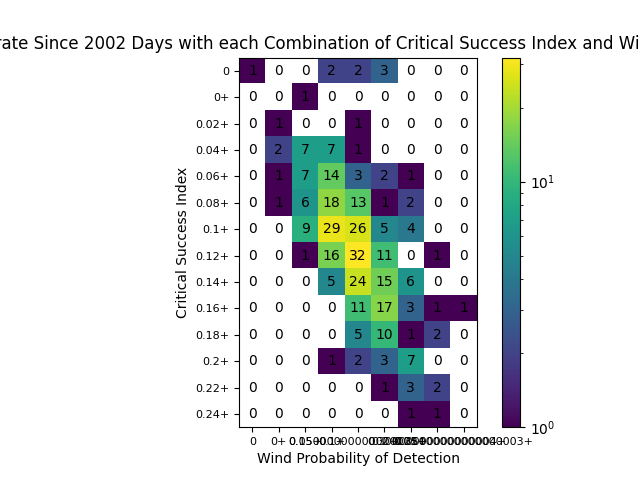 rate Since 2002 Days with each Combination of Critical Success Index and Wi
0 1 0 0 2 2 3 0 0 0
0+ 0 0 1 0 0 0 0 0 0
0.02+ 0 1 0 0 1 0 0 0 0
0.04+ 0 2 7 7 1 0 0 0 0
0.06+ 0 1 7 14 3 2 1 0 0
0.08+ 0 1 6 18 13 1 2 0 0
0.1+ 0 0 9 29 26 5 4 0 0
0.12+ 0 0 1 16 32 11 0 1 0
0.14+ 0 0 0 5 24 15 6 0 0
0.16+ 0 0 0 0 11 17 3 1 1
0.18+ 0 0 0 0 5 10 1 2 0
0.2+ 0 0 0 1 2 3 7 0 0
0.22+ 0 0 0 0 0 1 3 2 0
0.24+ 0 0 0 0 0 0 1 1 0
0 0+
Wind Probability of Detection
Critical Success Index
10¹
10⁰